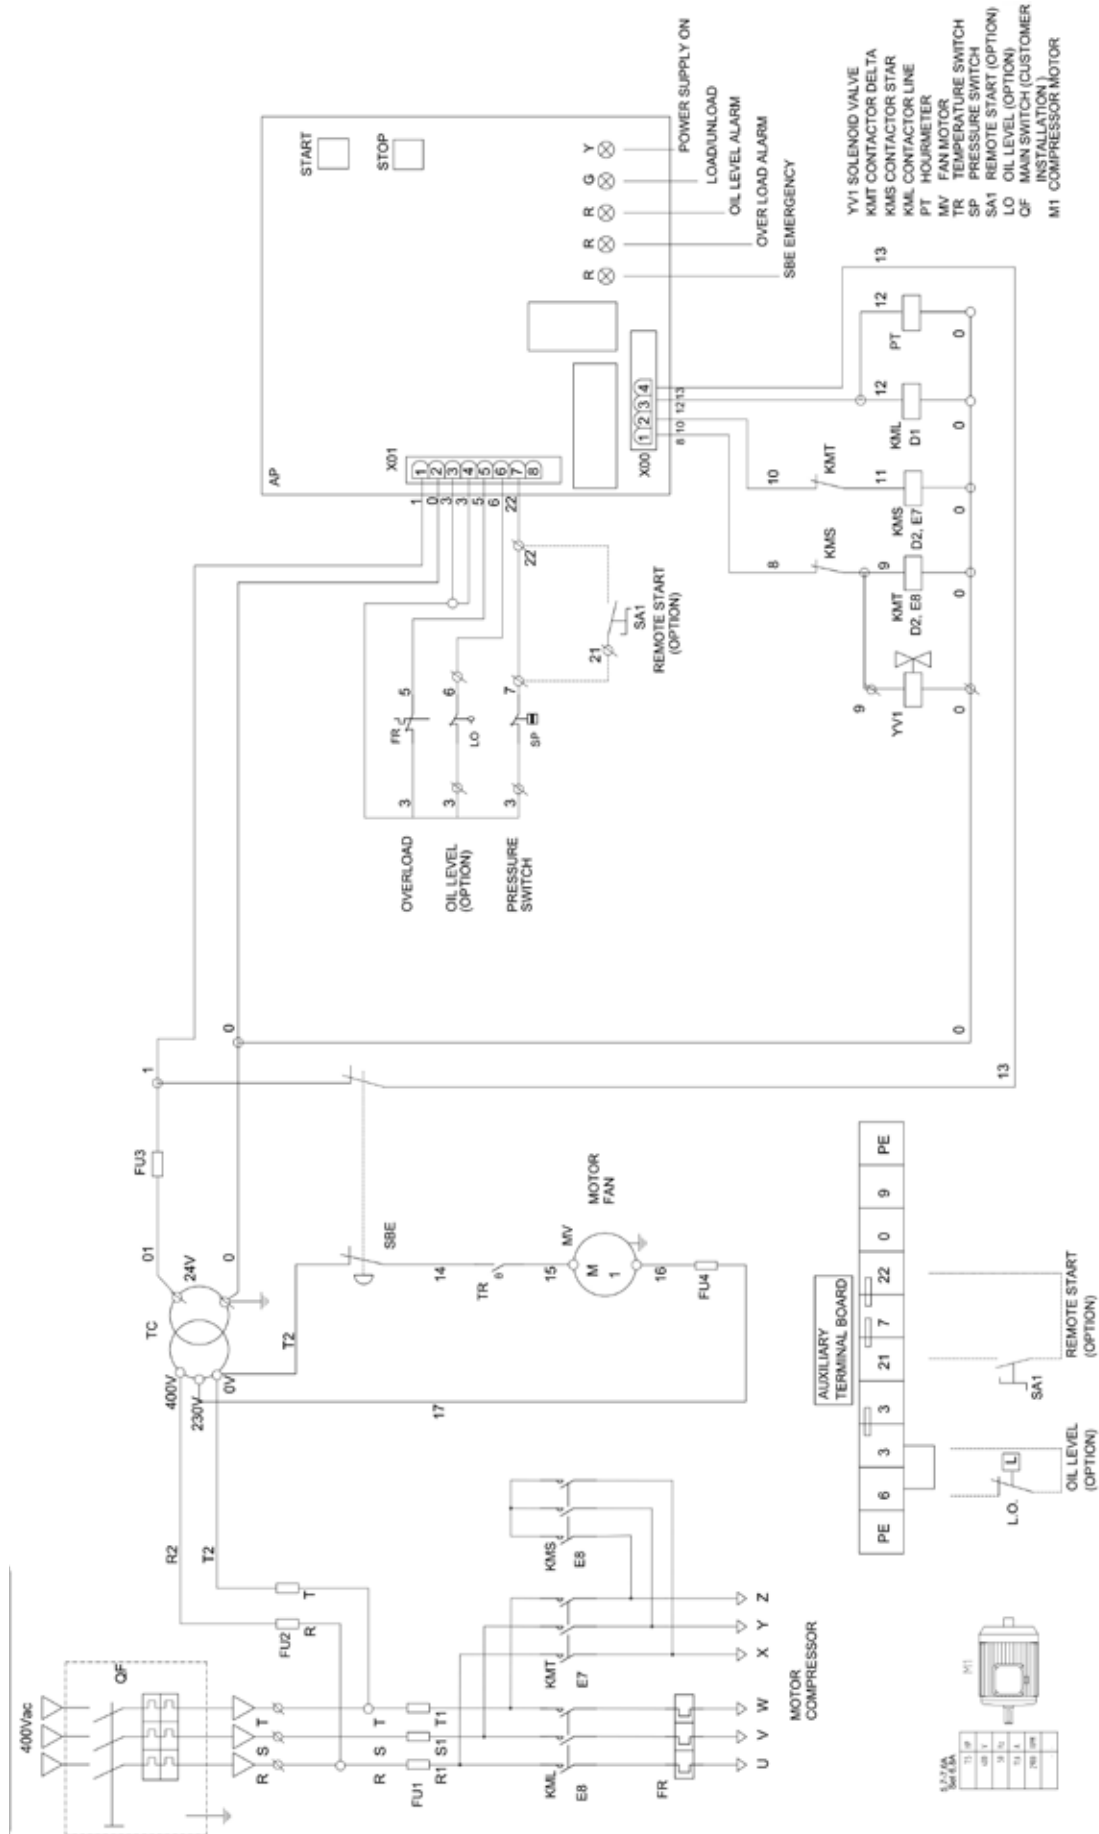 400Vac
QF
R
S
T
FU2
R
T
R2
T2
R
S
T
FU1
R1
S1
T1
KML
E8
KMT
E7
KMS
E8
FR
U
V
W
X
Y
Z
MOTOR
COMPRESSOR
TC
400V
230V
0V
24V
01
FU3
1
0
0
T2
17
SBE
14
TR
θ
15
MV
M
1
16
FU4
MOTOR
FAN
13
0
OVERLOAD
OIL LEVEL
(OPTION)
PRESSURE
SWITCH
3
FR
5
3
LO
6
3
SP
7
22
21
SA1
REMOTE START
(OPTION)
AP
X01
1
2
3
4
5
6
7
8
1
0
3
3
5
6
22
START
STOP
R
R
R
G
Y
POWER SUPPLY ON
LOAD/UNLOAD
OIL LEVEL ALARM
OVER LOAD ALARM
SBE EMERGENCY
X00
1
2
3
4
8
10
12
13
8
KMS
9
KMT
D2, E8
0
9
YV1
0
10
KMT
11
KMS
D2, E7
0
12
KML
D1
0
12
PT
0
13
YV1 SOLENOID VALVE
KMT CONTACTOR DELTA
KMS CONTACTOR STAR
KML CONTACTOR LINE
PT HOURMETER
MV FAN MOTOR
TR TEMPERATURE SWITCH
SP PRESSURE SWITCH
SA1 REMOTE START (OPTION)
LO OIL LEVEL (OPTION)
QF MAIN SWITCH (CUSTOMER
INSTALLATION )
M1 COMPRESSOR MOTOR
AUXILIARY
TERMINAL BOARD
PE
6
3
3
21
7
22
0
9
PE
L
L.O.
OIL LEVEL
(OPTION)
SA1
REMOTE START
(OPTION)
M1